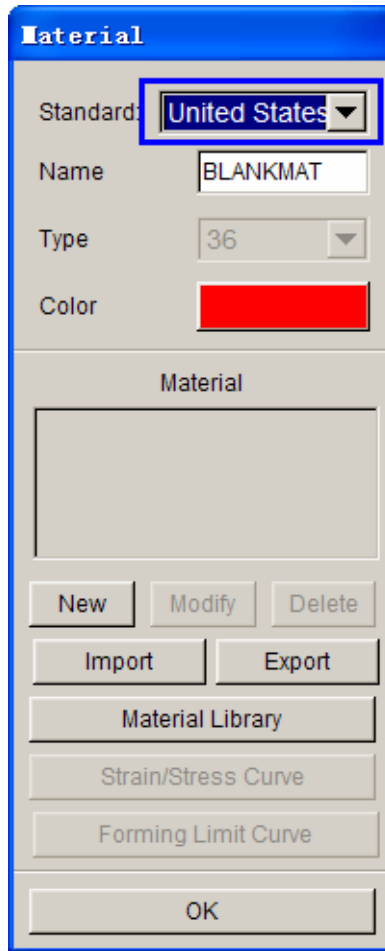 Material
Standard: United States
Name BLANKMAT
Type 36
Color
Material
New Modify Delete
Import Export
Material Library
Strain/Stress Curve
Forming Limit Curve
OK